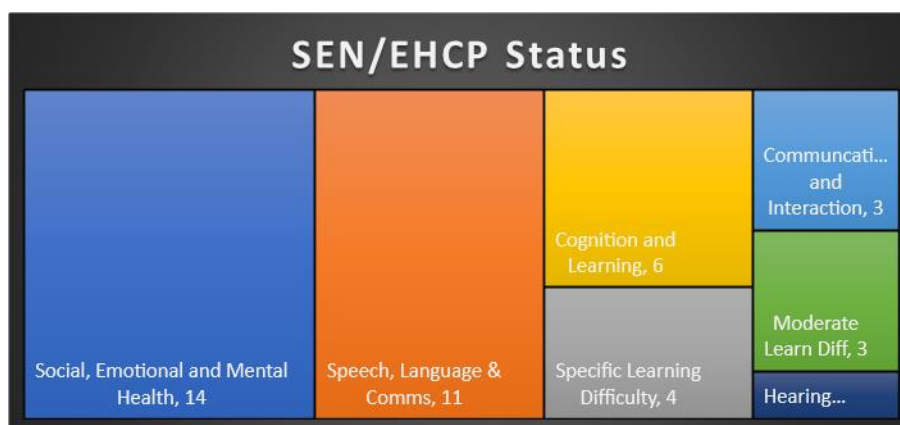 SEN/EHCP Status
Social, Emotional and Mental
Health, 14
Speech, Language &
Comms, 11
Cognition and
Learning, 6
Specific Learning
Difficulty, 4
Communcati...
and
Interaction, 3
Moderate
Learn Diff, 3
Hearing...